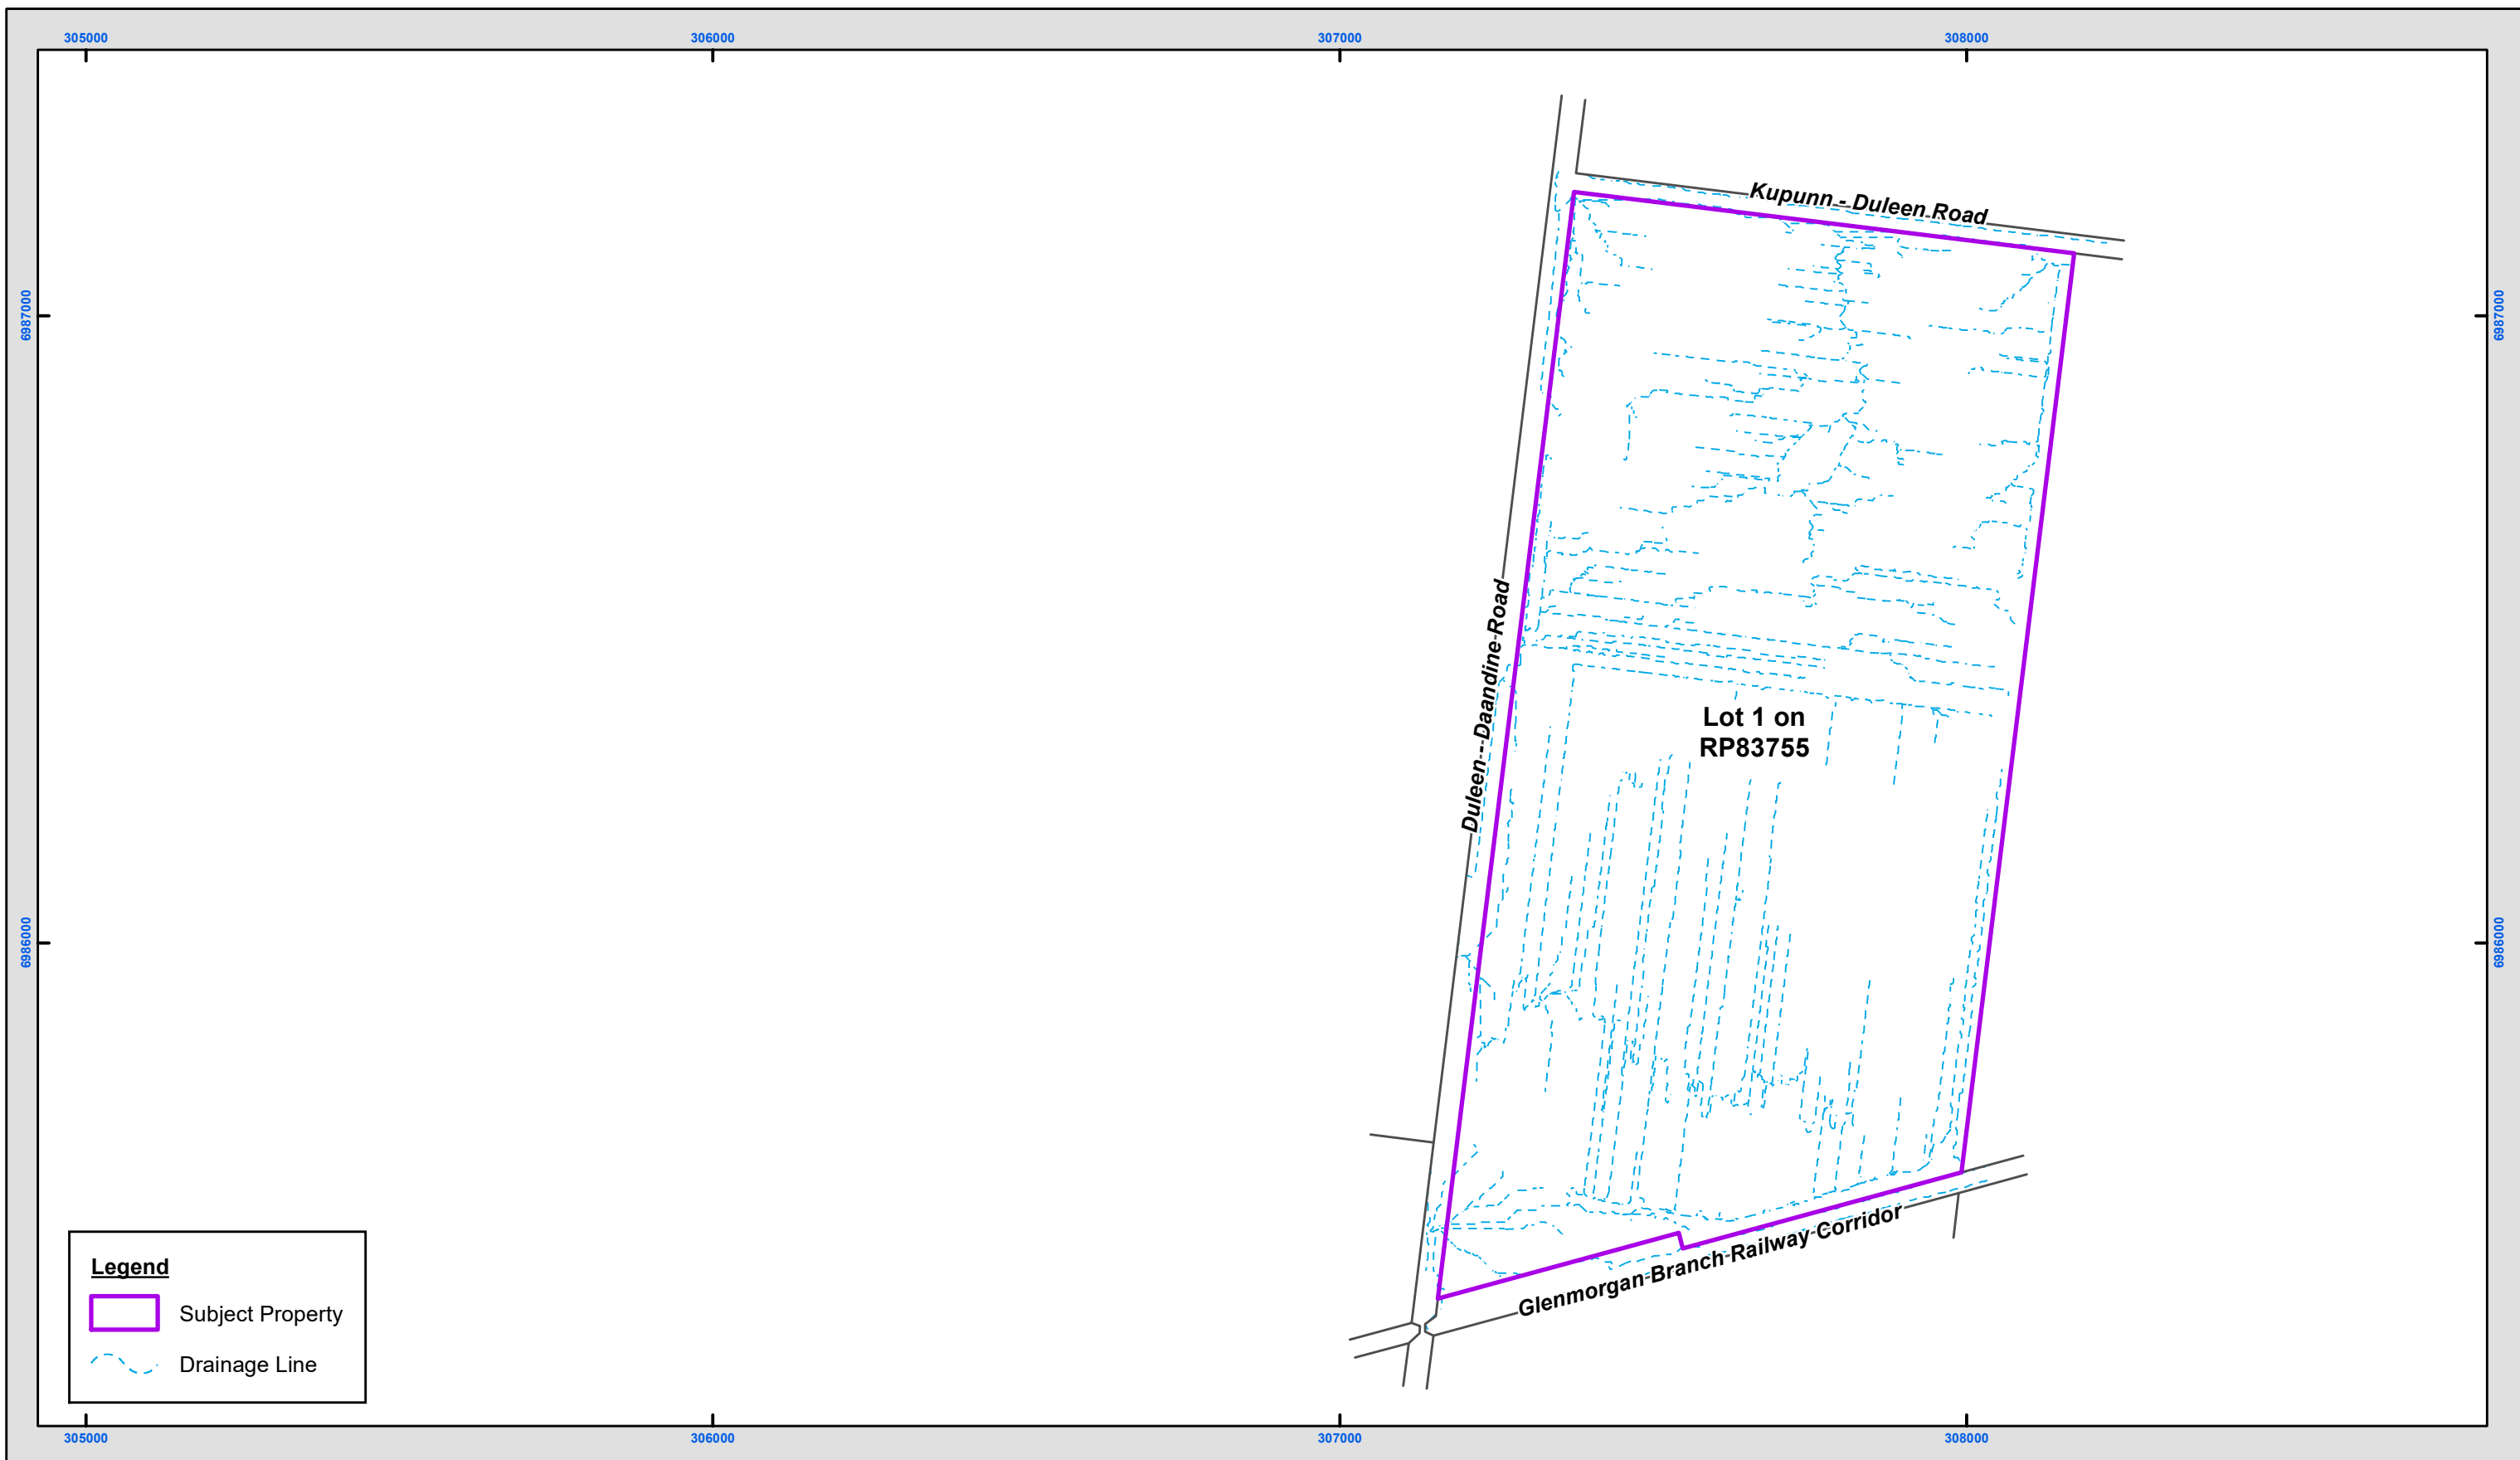 305000 306000 307000 308000
Kupunn - Duleen Road
6987000 6987000
Duleen - Daandine Road
Lot 1 on
RP83755
6986000 6986000
Glenmorgan Branch Railway Corridor
Legend
Subject Property
Drainage Line
305000 306000 307000 308000